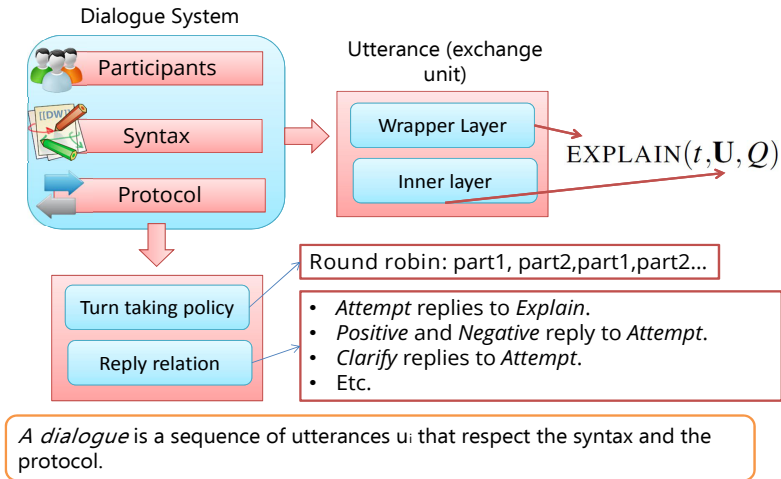 Dialogue System
Participants
[[DW]]
Syntax
Protocol
Utterance (exchange
unit)
Wrapper Layer
Inner layer
EXPLAIN(t,U,Q)
Turn taking policy
Reply relation
Round robin: part1, part2,part1,part2...
• Attempt replies to Explain.
• Positive and Negative reply to Attempt.
• Clarify replies to Attempt.
• Etc.
A dialogue is a sequence of utterances uᵢ that respect the syntax and the
protocol.